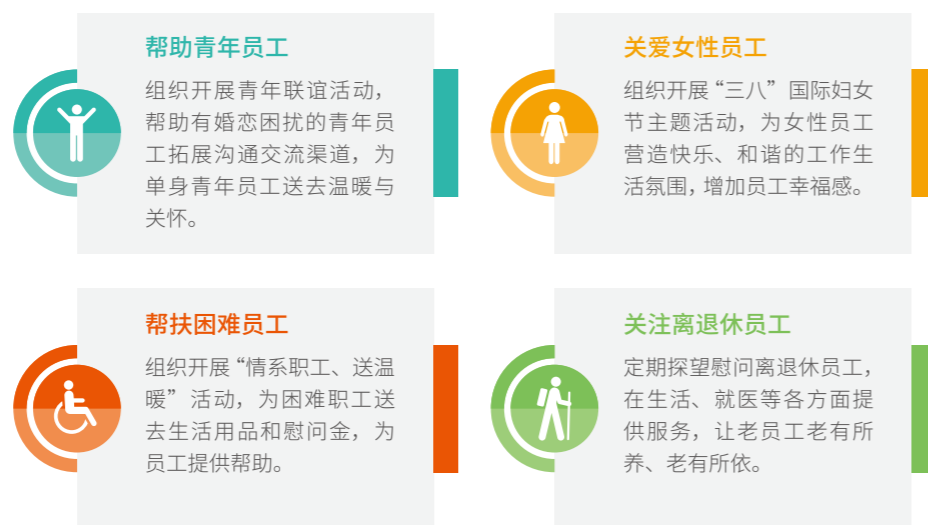 帮助青年员工
组织开展青年联谊活动，
帮助有婚恋困扰的青年员
工拓展沟通交流渠道，为
单身青年员工送去温暖与
关怀。
关爱女性员工
组织开展“三八”国际妇女
节主题活动，为女性员工
营造快乐、和谐的工作生
活氛围，增加员工幸福感。
帮扶困难员工
组织开展“情系职工、送温
暖”活动，为困难职工送
去生活用品和慰问金，为
员工提供帮助。
关注离退休员工
定期探望慰问离退休员工，
在生活、就医等各方面提
供服务，让老员工老有所
养、老有所依。